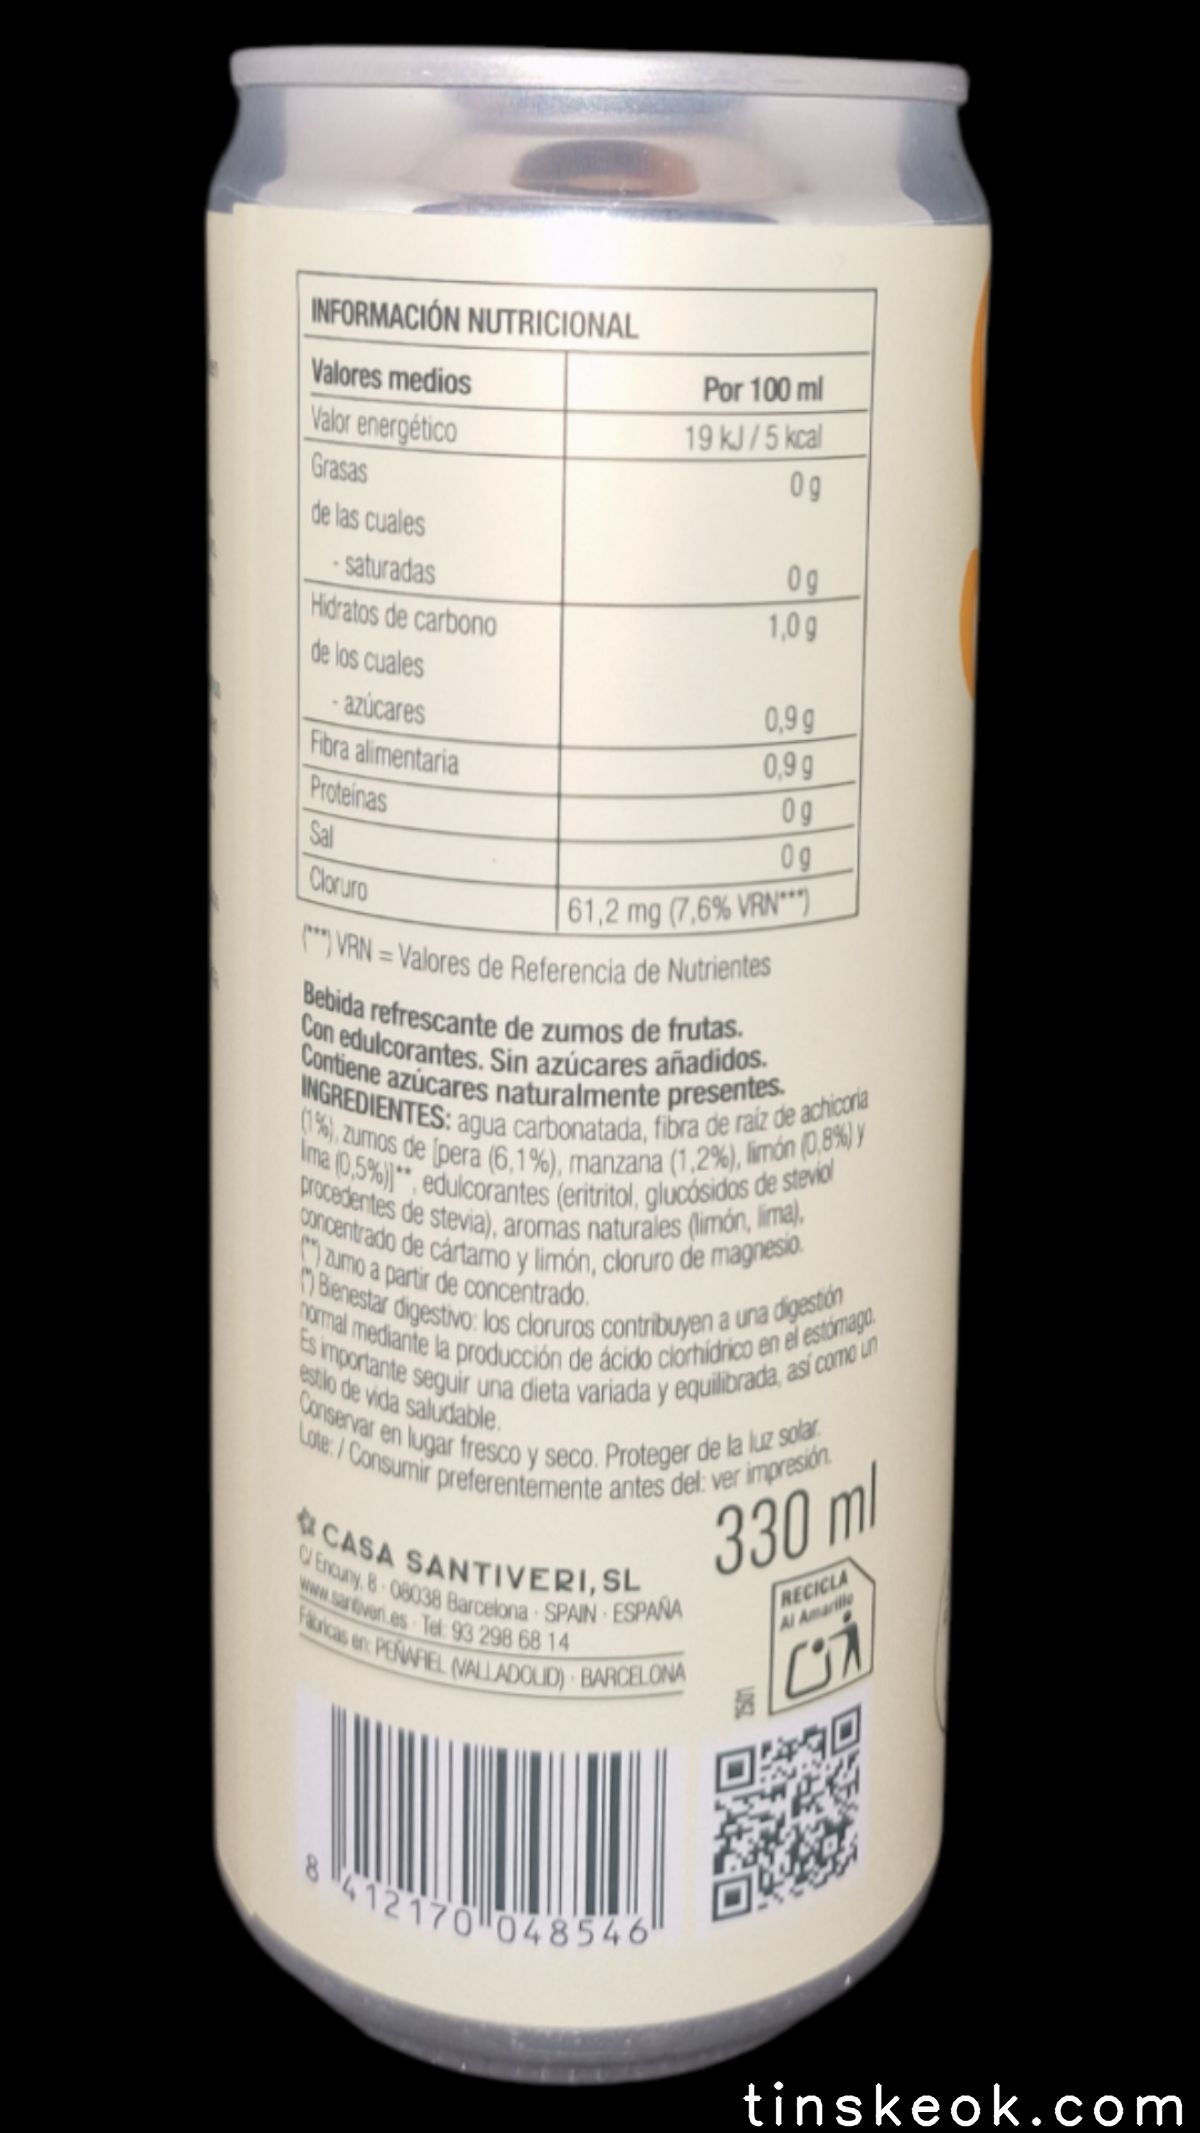 INFORMACIÓN NUTRICIONAL
Valores medios Por 100 ml
Valor energético 19 kJ / 5 kcal
Grasas 0 g
de las cuales
- saturadas 0 g
Hidratos de carbono 1,0 g
de los cuales
- azúcares 0,9 g
Fibra alimentaria 0,9 g
Proteínas 0 g
Sal 0 g
Cloruro 61,2 mg (7,6% VRN***)
(***) VRN = Valores de Referencia de Nutrientes
Bebida refrescante de zumos de frutas.
Con edulcorantes. Sin azúcares añadidos.
Contiene azúcares naturalmente presentes.
INGREDIENTES: agua carbonatada, fibra de raíz de achicoria
(1%), zumos de [pera (6,1%), manzana (1,2%), limón (0,8%) y
lima (0,5%)]**, edulcorantes (eritritol, glucósidos de steviol
procedentes de stevia), aromas naturales (limón, lima),
concentrado de cártamo y limón, cloruro de magnesio.
(**) zumo a partir de concentrado.
(*) Bienestar digestivo: los cloruros contribuyen a una digestión
normal mediante la producción de ácido clorhídrico en el estómago.
Es importante seguir una dieta variada y equilibrada, así como un
estilo de vida saludable.
Conservar en lugar fresco y seco. Proteger de la luz solar.
Lote: / Consumir preferentemente antes del: ver impresión.
330 ml
CASA SANTIVERI, SL
C/ Encuny, 8 · 08038 Barcelona · SPAIN · ESPAÑA
www.santiveri.es · Tel: 93 298 68 14
Fábricas en: PEÑAFIEL (VALLADOLID) · BARCELONA
RECICLA
Al Amarillo
8 412170 048546
tinskeok.com